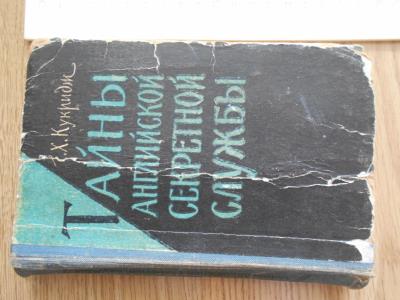 Е.Х.Кукридж
ТАЙНЫ
АНГЛИЙСКОЙ
СЕКРЕТНОЙ
СЛУЖБЫ